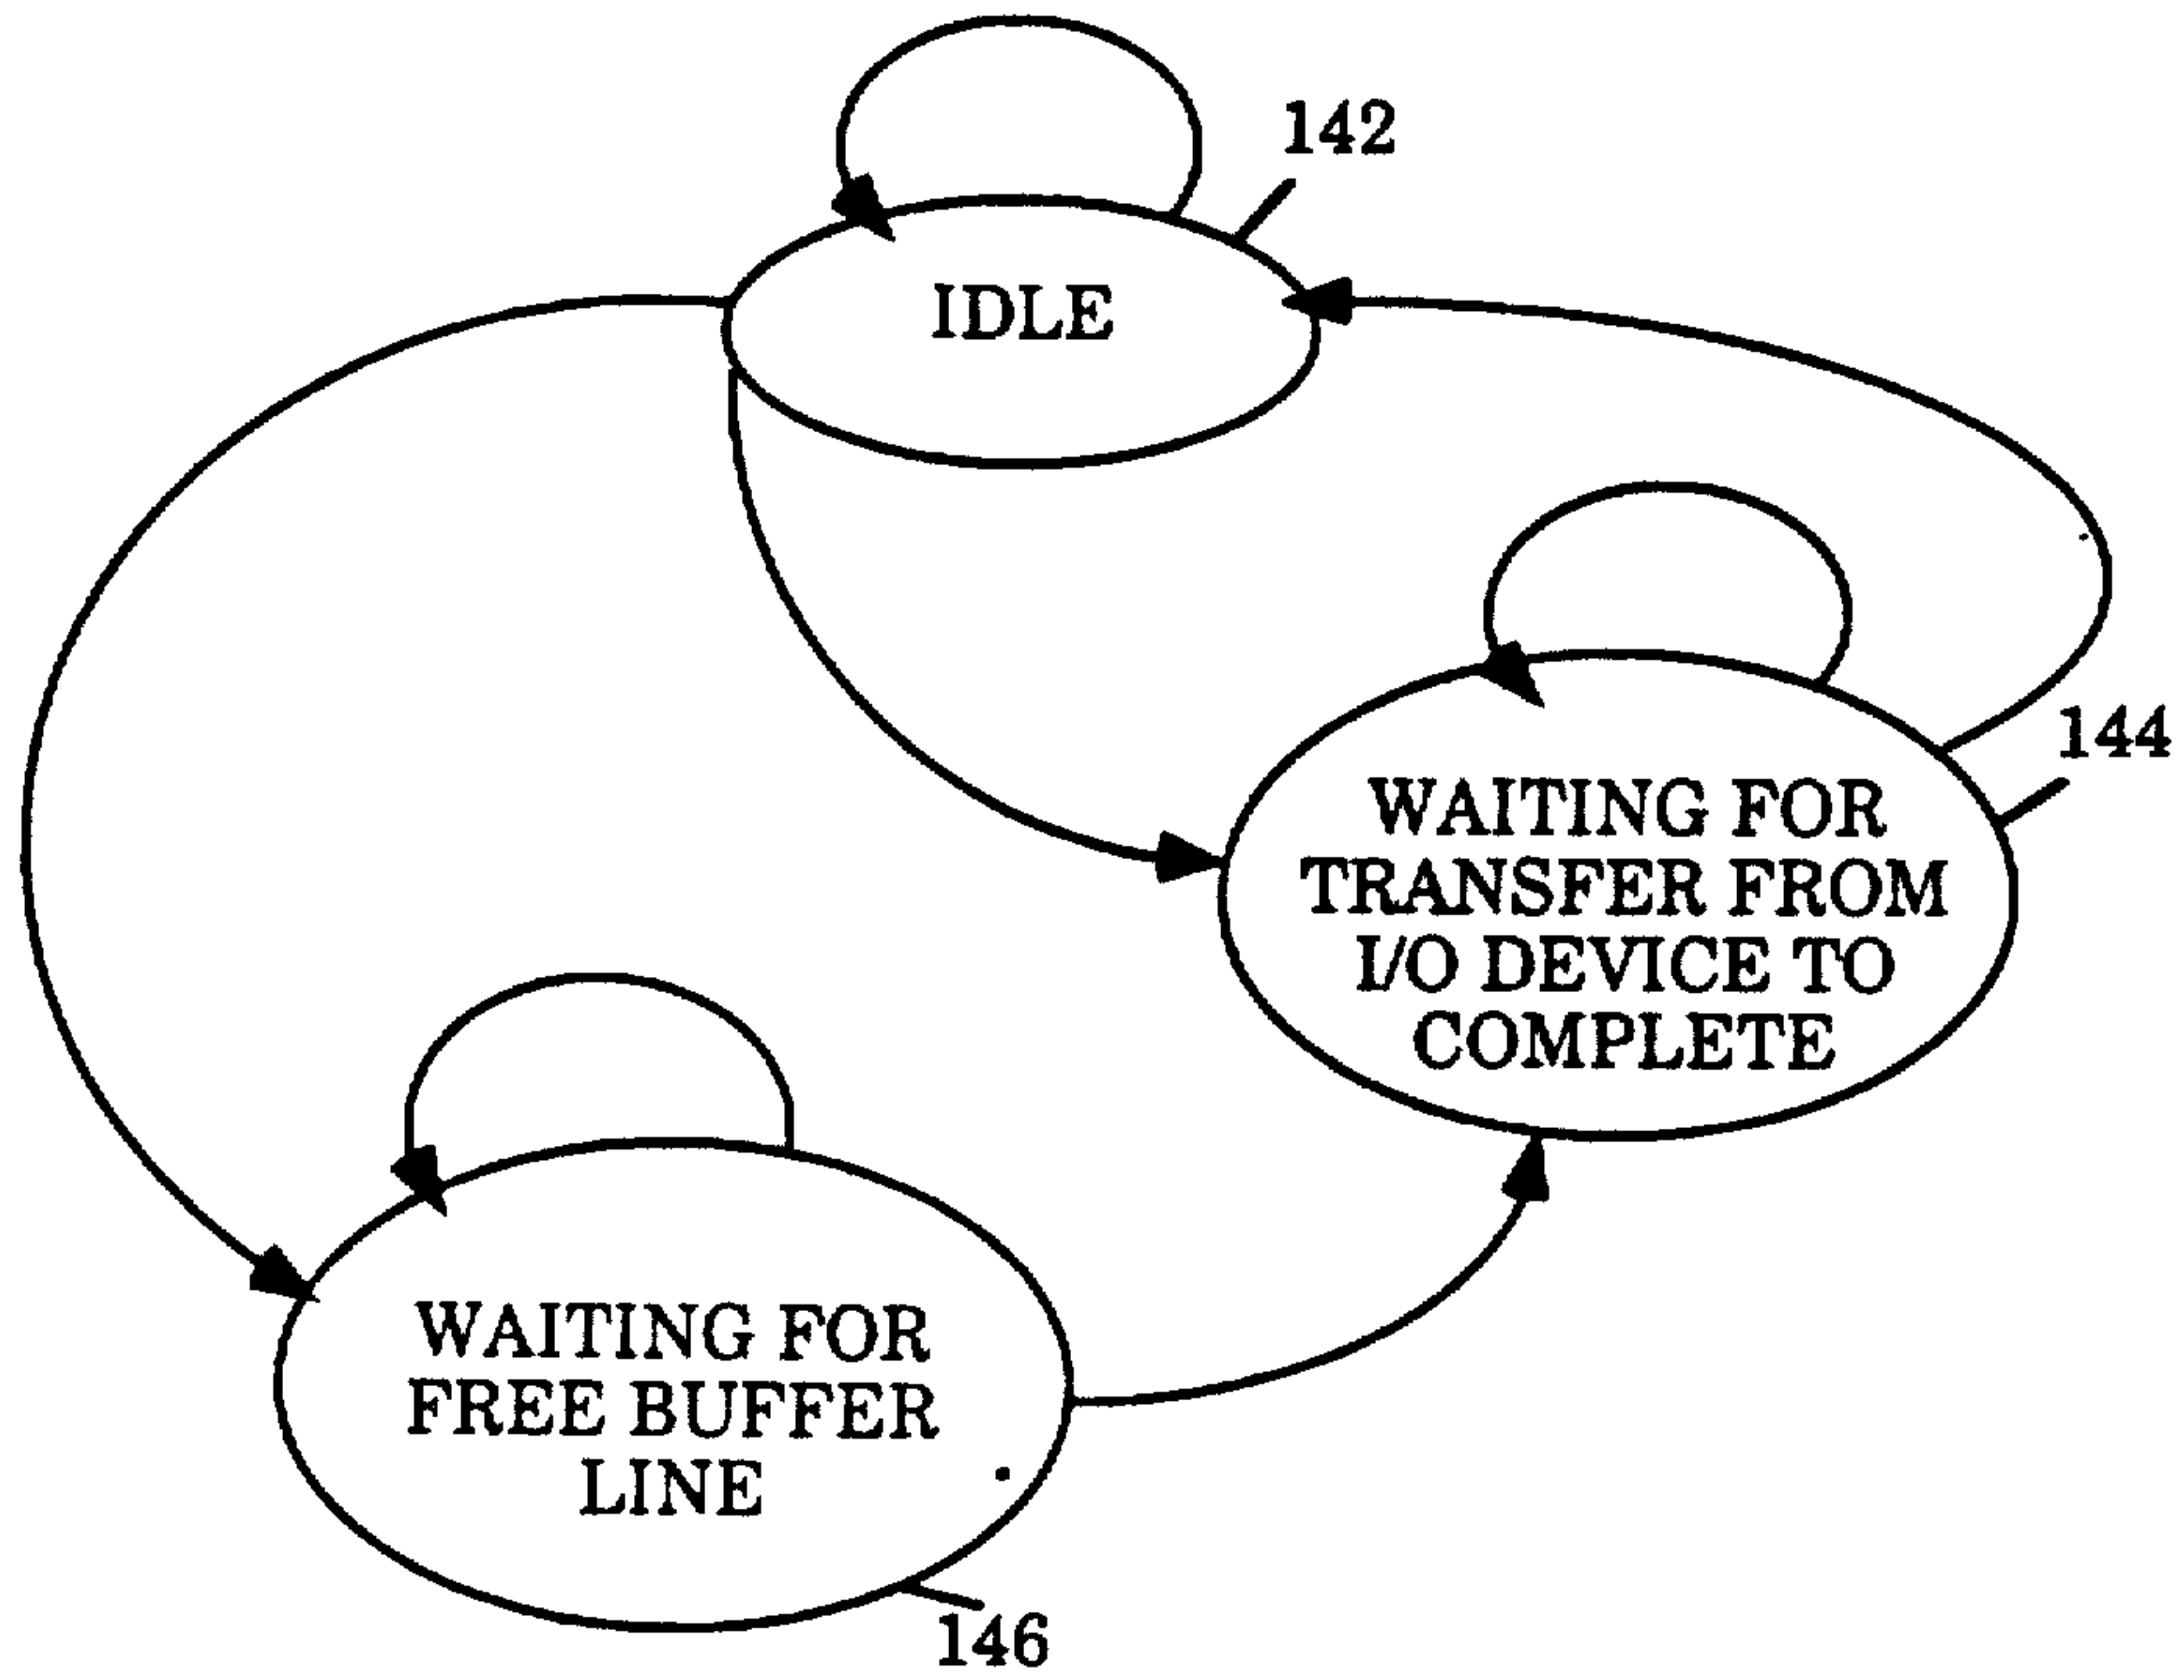 142
IDLE
144
WAITING FOR
TRANSFER FROM
I/O DEVICE TO
COMPLETE
WAITING FOR
FREE BUFFER
LINE
146